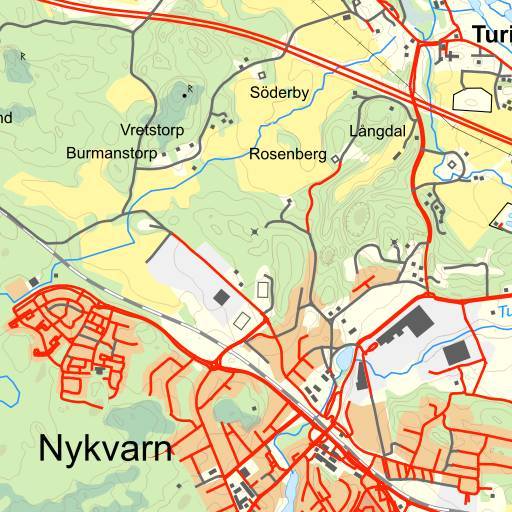 Turi
Söderby
nd
Vretstorp
Långdal
Burmanstorp
Rosenberg
Tu
Nykvarn